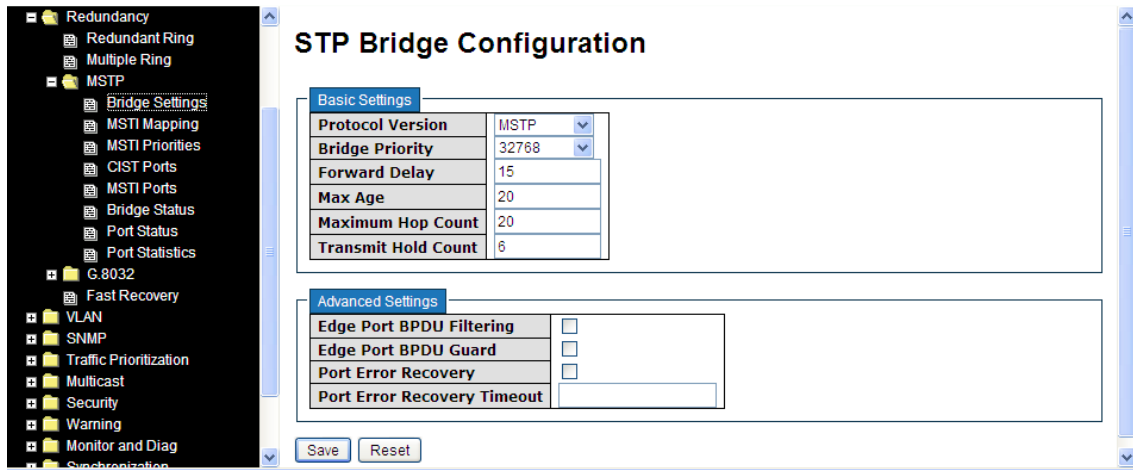 Redundancy
Redundant Ring
Multiple Ring
MSTP
Bridge Settings
MSTI Mapping
MSTI Priorities
CIST Ports
MSTI Ports
Bridge Status
Port Status
Port Statistics
G.8032
Fast Recovery
VLAN
SNMP
Traffic Prioritization
Multicast
Security
Warning
Monitor and Diag
Synchronization
STP Bridge Configuration
Basic Settings
Protocol Version MSTP
Bridge Priority 32768
Forward Delay 15
Max Age 20
Maximum Hop Count 20
Transmit Hold Count 6
Advanced Settings
Edge Port BPDU Filtering
Edge Port BPDU Guard
Port Error Recovery
Port Error Recovery Timeout
Save Reset